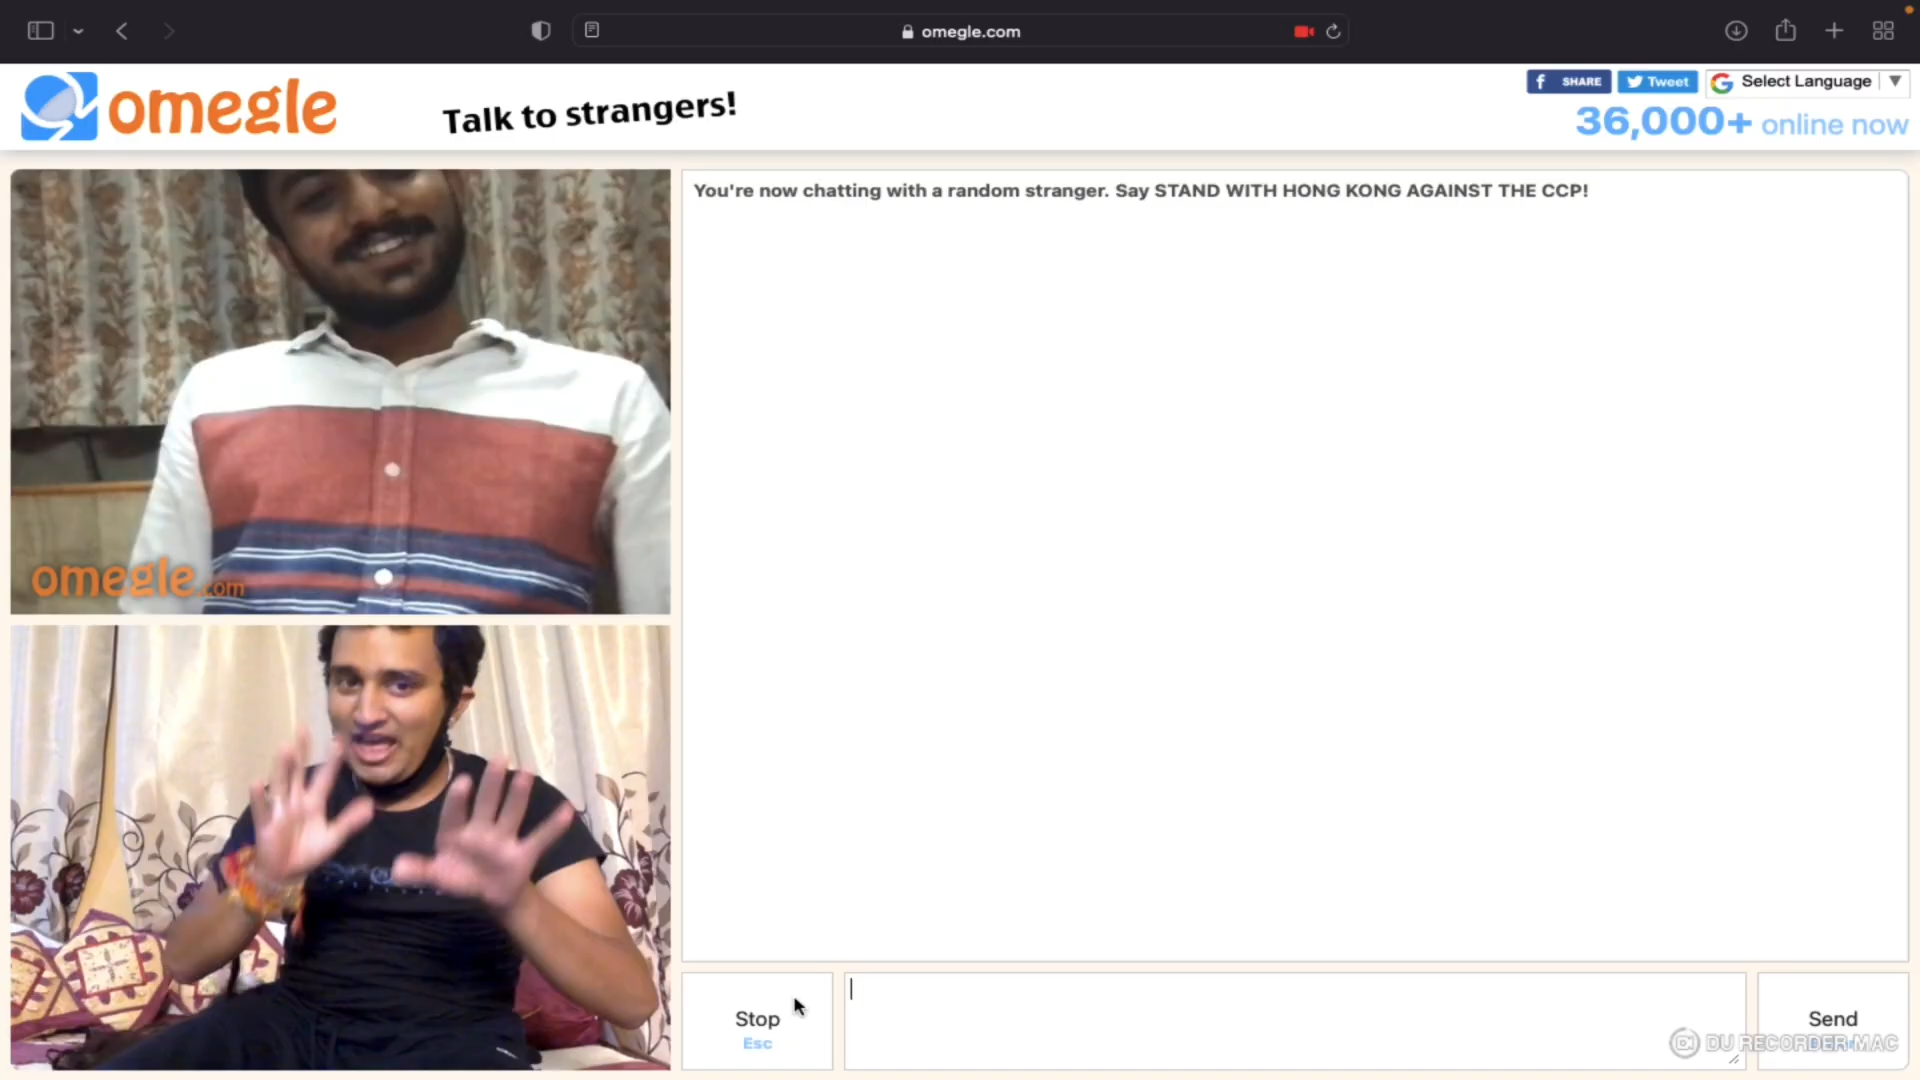 omegle.com
omegle
Talk to strangers!
SHARE
Tweet
Select Language
36,000+ online now
You're now chatting with a random stranger. Say STAND WITH HONG KONG AGAINST THE CCP!
omegle.com
Stop
Esc
Send
DU RECORDER MAC